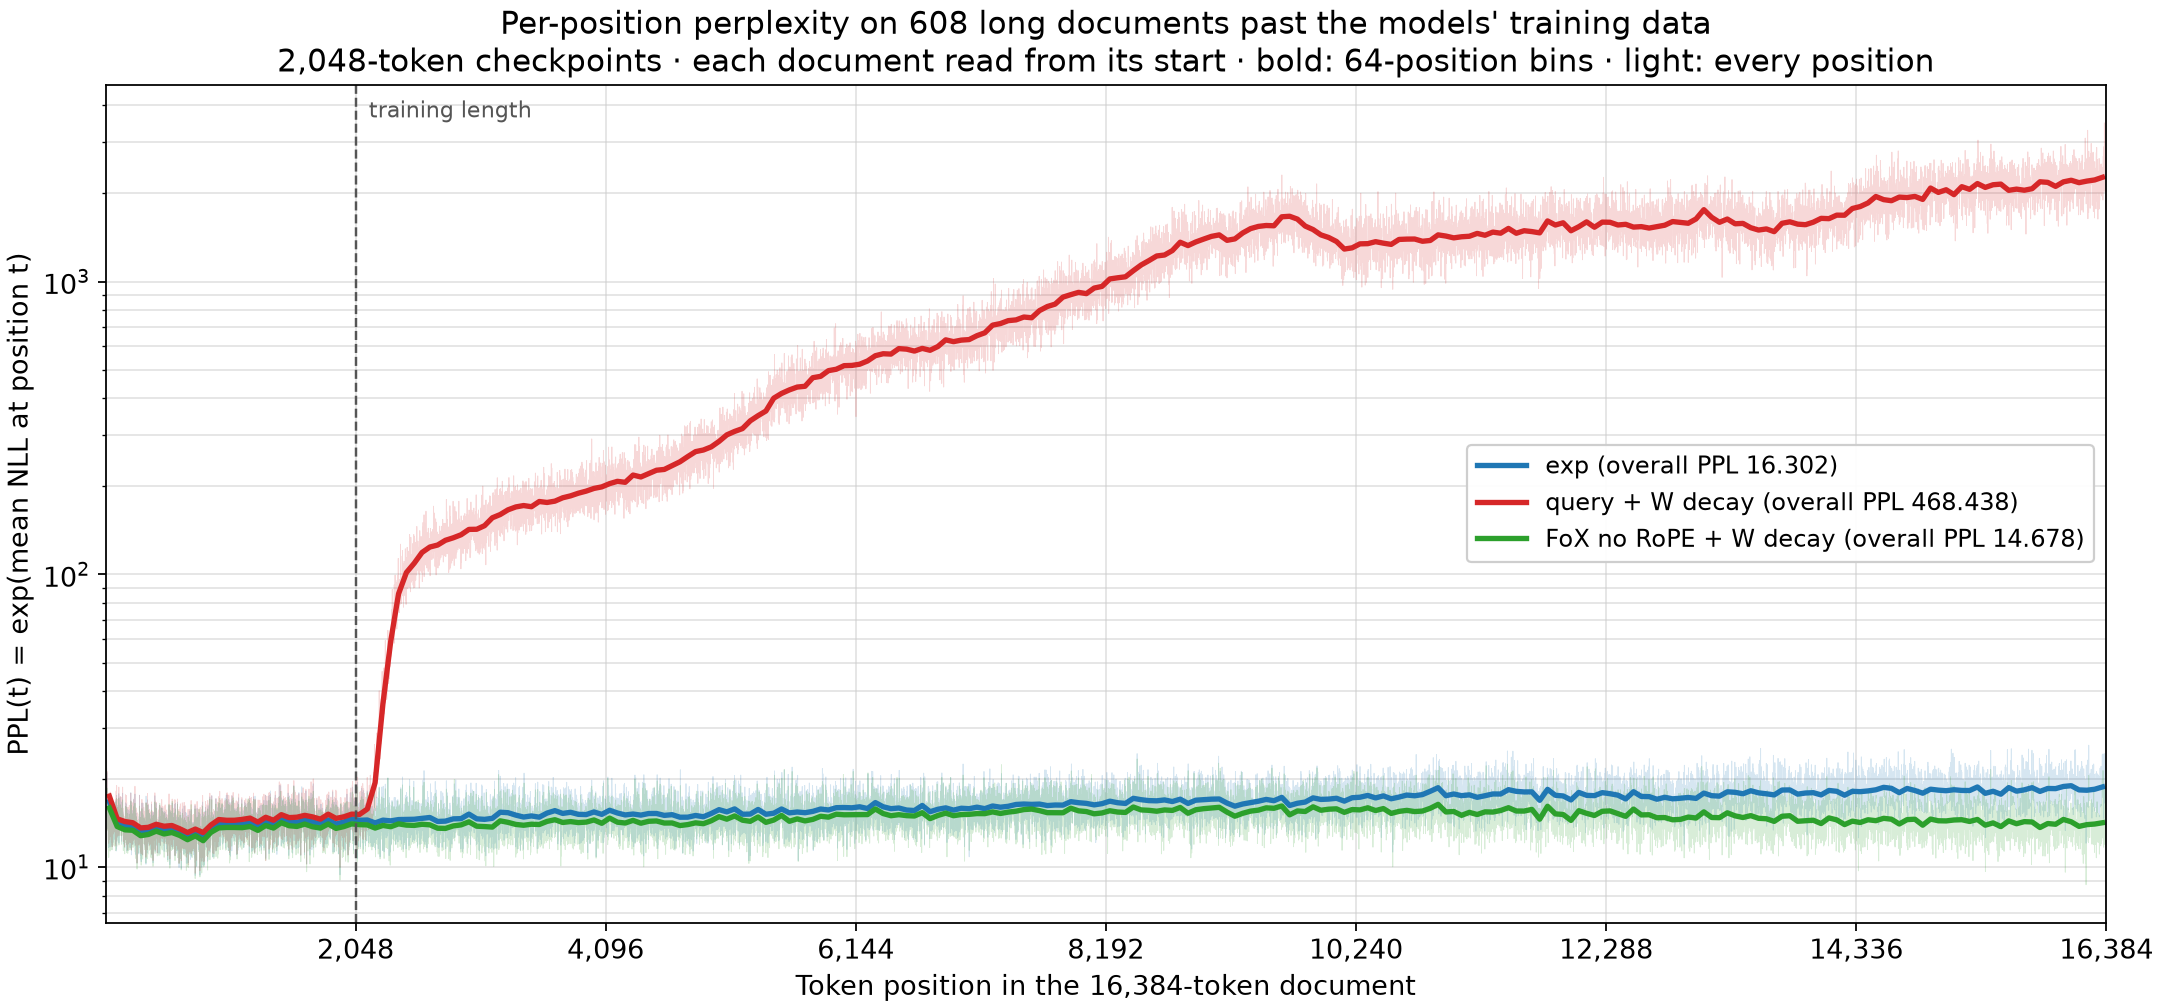 Per-position perplexity on 608 long documents past the models' training data
2,048-token checkpoints · each document read from its start · bold: 64-position bins · light: every position
training length
PPL(t) = exp(mean NLL at position t)
10³
10²
10¹
exp (overall PPL 16.302)
query + W decay (overall PPL 468.438)
FoX no RoPE + W decay (overall PPL 14.678)
2,048 4,096 6,144 8,192 10,240 12,288 14,336 16,384
Token position in the 16,384-token document